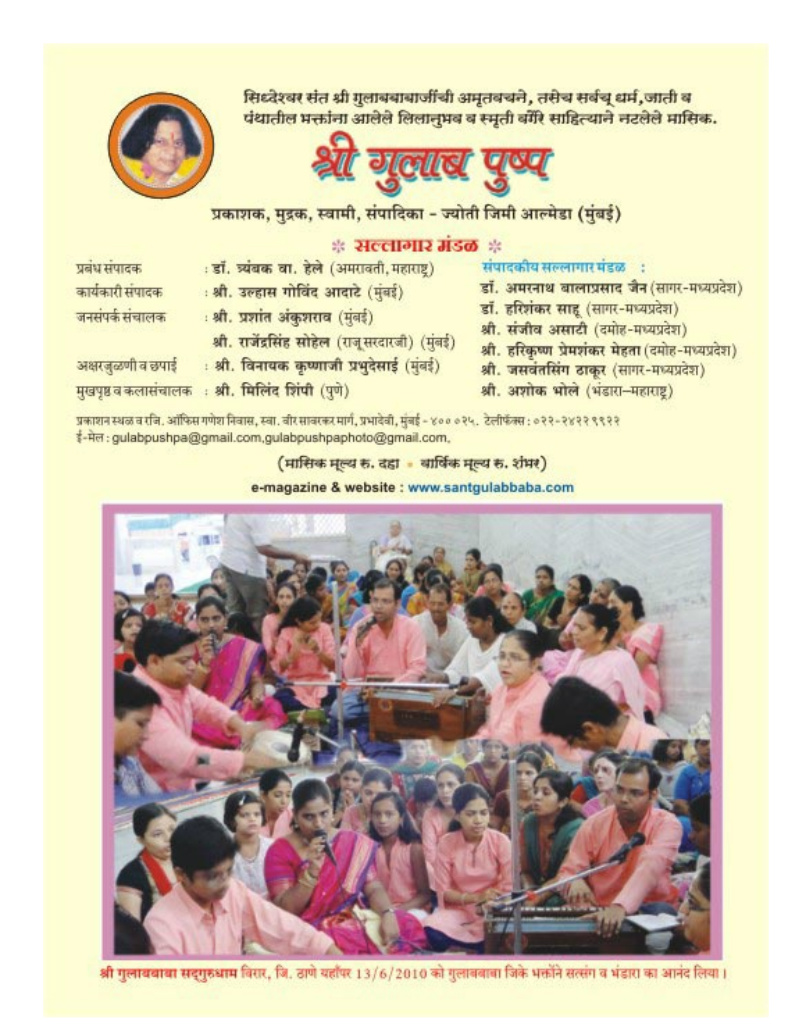 सिध्देश्वर संत श्री गुलाबबाबाजींची अमृतवचने, तसेच सर्वच धर्म,जाती व
पंथातील भक्तांना आलेले लिलानुभव व स्मृती वगैरे साहित्याने नटलेले मासिक.
श्री गुलाब पुष्प
प्रकाशक, मुद्रक, स्वामी, संपादिका - ज्योती जिमी आल्मेडा (मुंबई)
सल्लागार मंडळ
प्रबंध संपादक : डॉ. त्र्यंबक वा. हेले (अमरावती, महाराष्ट्र)
कार्यकारी संपादक : श्री. उल्हास गोविंद आदाटे (मुंबई)
जनसंपर्क संचालक : श्री. प्रशांत अंकुशराव (मुंबई)
श्री. राजेंद्रसिंह सोहेल (राजू सरदारजी) (मुंबई)
अक्षरजुळणी व छपाई : श्री. विनायक कृष्णाजी प्रभुदेसाई (मुंबई)
मुखपृष्ठ व कलासंचालक : श्री. मिलिंद शिंपी (पुणे)
संपादकीय सल्लागार मंडळ :
डॉ. अमरनाथ बालाप्रसाद जैन (सागर-मध्यप्रदेश)
डॉ. हरिशंकर साहू (सागर-मध्यप्रदेश)
श्री. संजीव असाटी (दमोह-मध्यप्रदेश)
श्री. हरिकृष्ण प्रेमशंकर मेहता (दमोह-मध्यप्रदेश)
श्री. जसवंतसिंग ठाकूर (सागर-मध्यप्रदेश)
श्री. अशोक भोले (भंडारा–महाराष्ट्र)
प्रकाशन स्थळ व रजि. ऑफिस गणेश निवास, स्वा. वीर सावरकर मार्ग, प्रभादेवी, मुंबई - ४०० ०२५. टेलीफॅक्स : ०२२-२४२२ ९९२२
ई-मेल : gulabpushpa@gmail.com,gulabpushpaphoto@gmail.com,
(मासिक मूल्य रु. दहा • वार्षिक मूल्य रु. शंभर)
e-magazine & website : www.santgulabbaba.com
श्री गुलाबबाबा सद्‌गुरुधाम विरार, जि. ठाणे यहाँपर 13/6/2010 को गुलाबबाबा जिके भक्तोंने सत्संग व भंडारा का आनंद लिया।